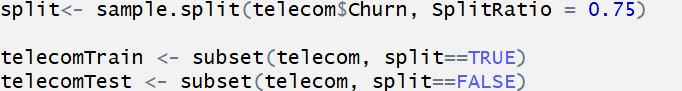 split<- sample.split(telecom$Churn, SplitRatio = 0.75)
telecomTrain <- subset(telecom, split==TRUE)
telecomTest <- subset(telecom, split==FALSE)